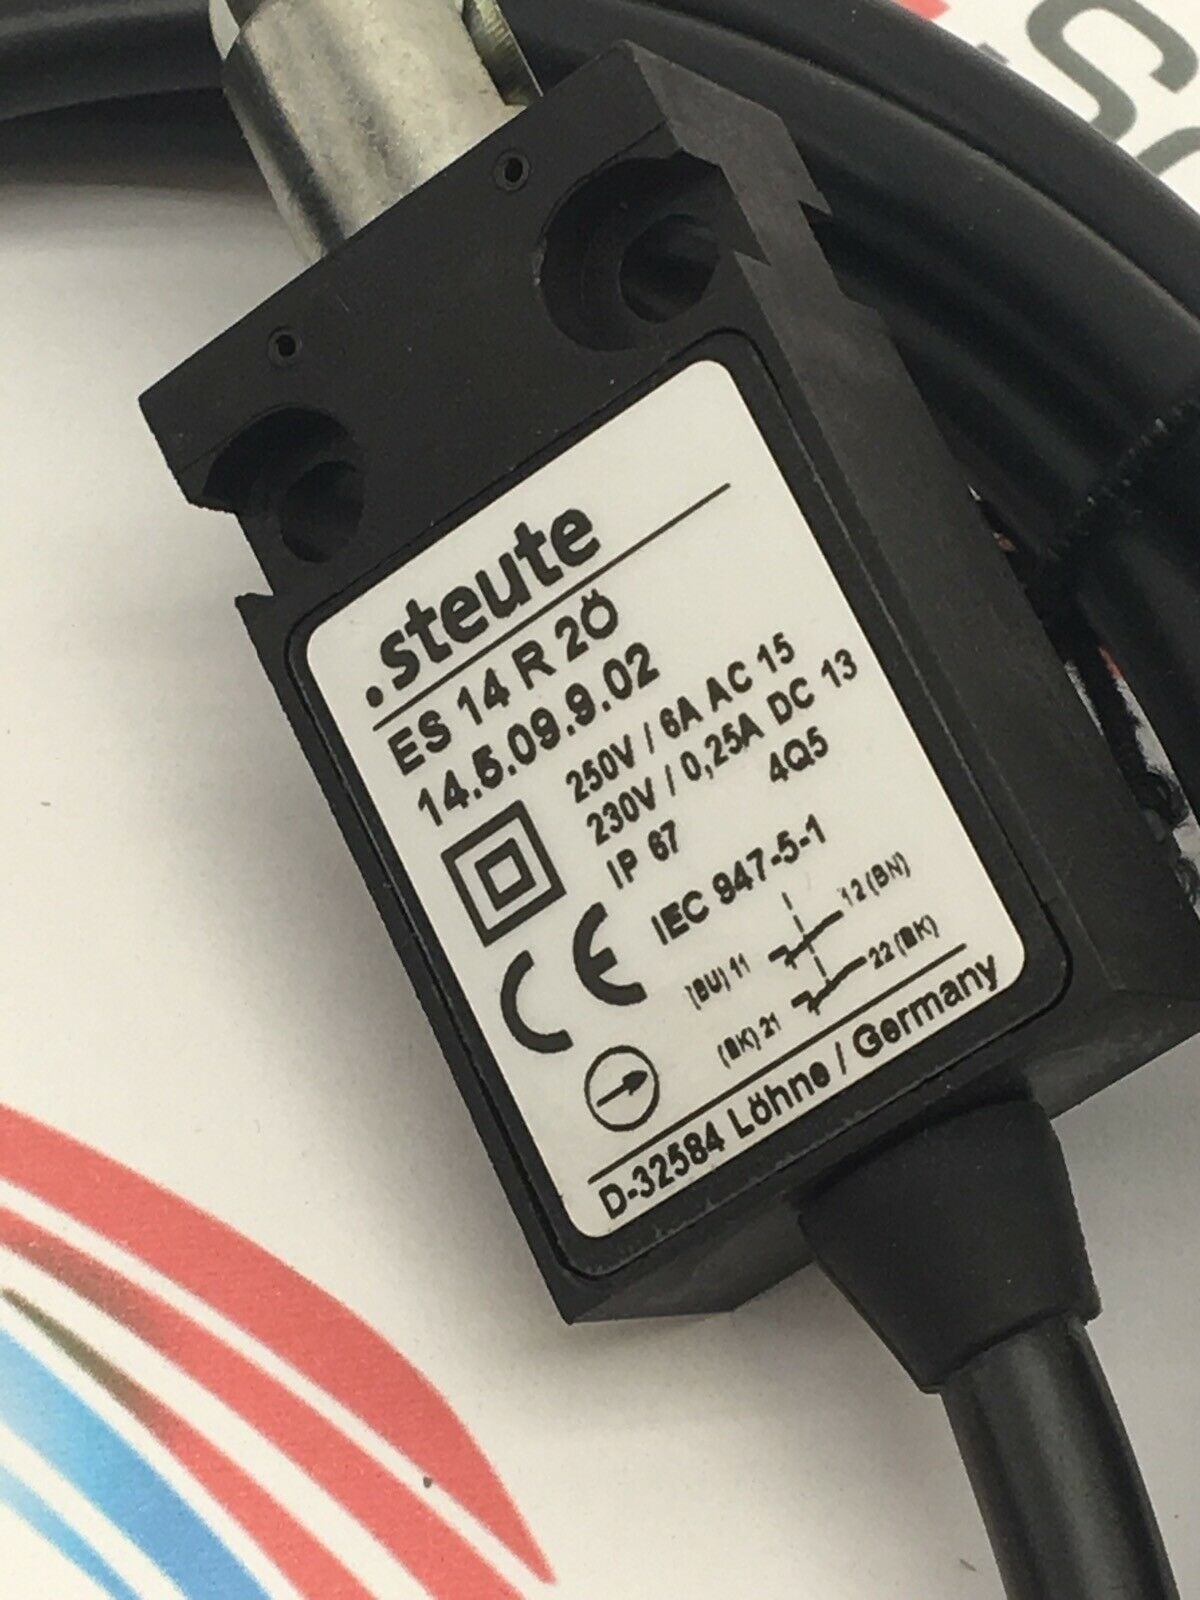 .steute
ES 14 R 2Ö
14.5.09.9.02
250V / 6A AC 15
230V / 0,25A DC 13
IP 67 4Q5
CE IEC 947-5-1
(BU) 11 12 (BN)
(BK) 21 22 (BK)
D-32584 Löhne / Germany